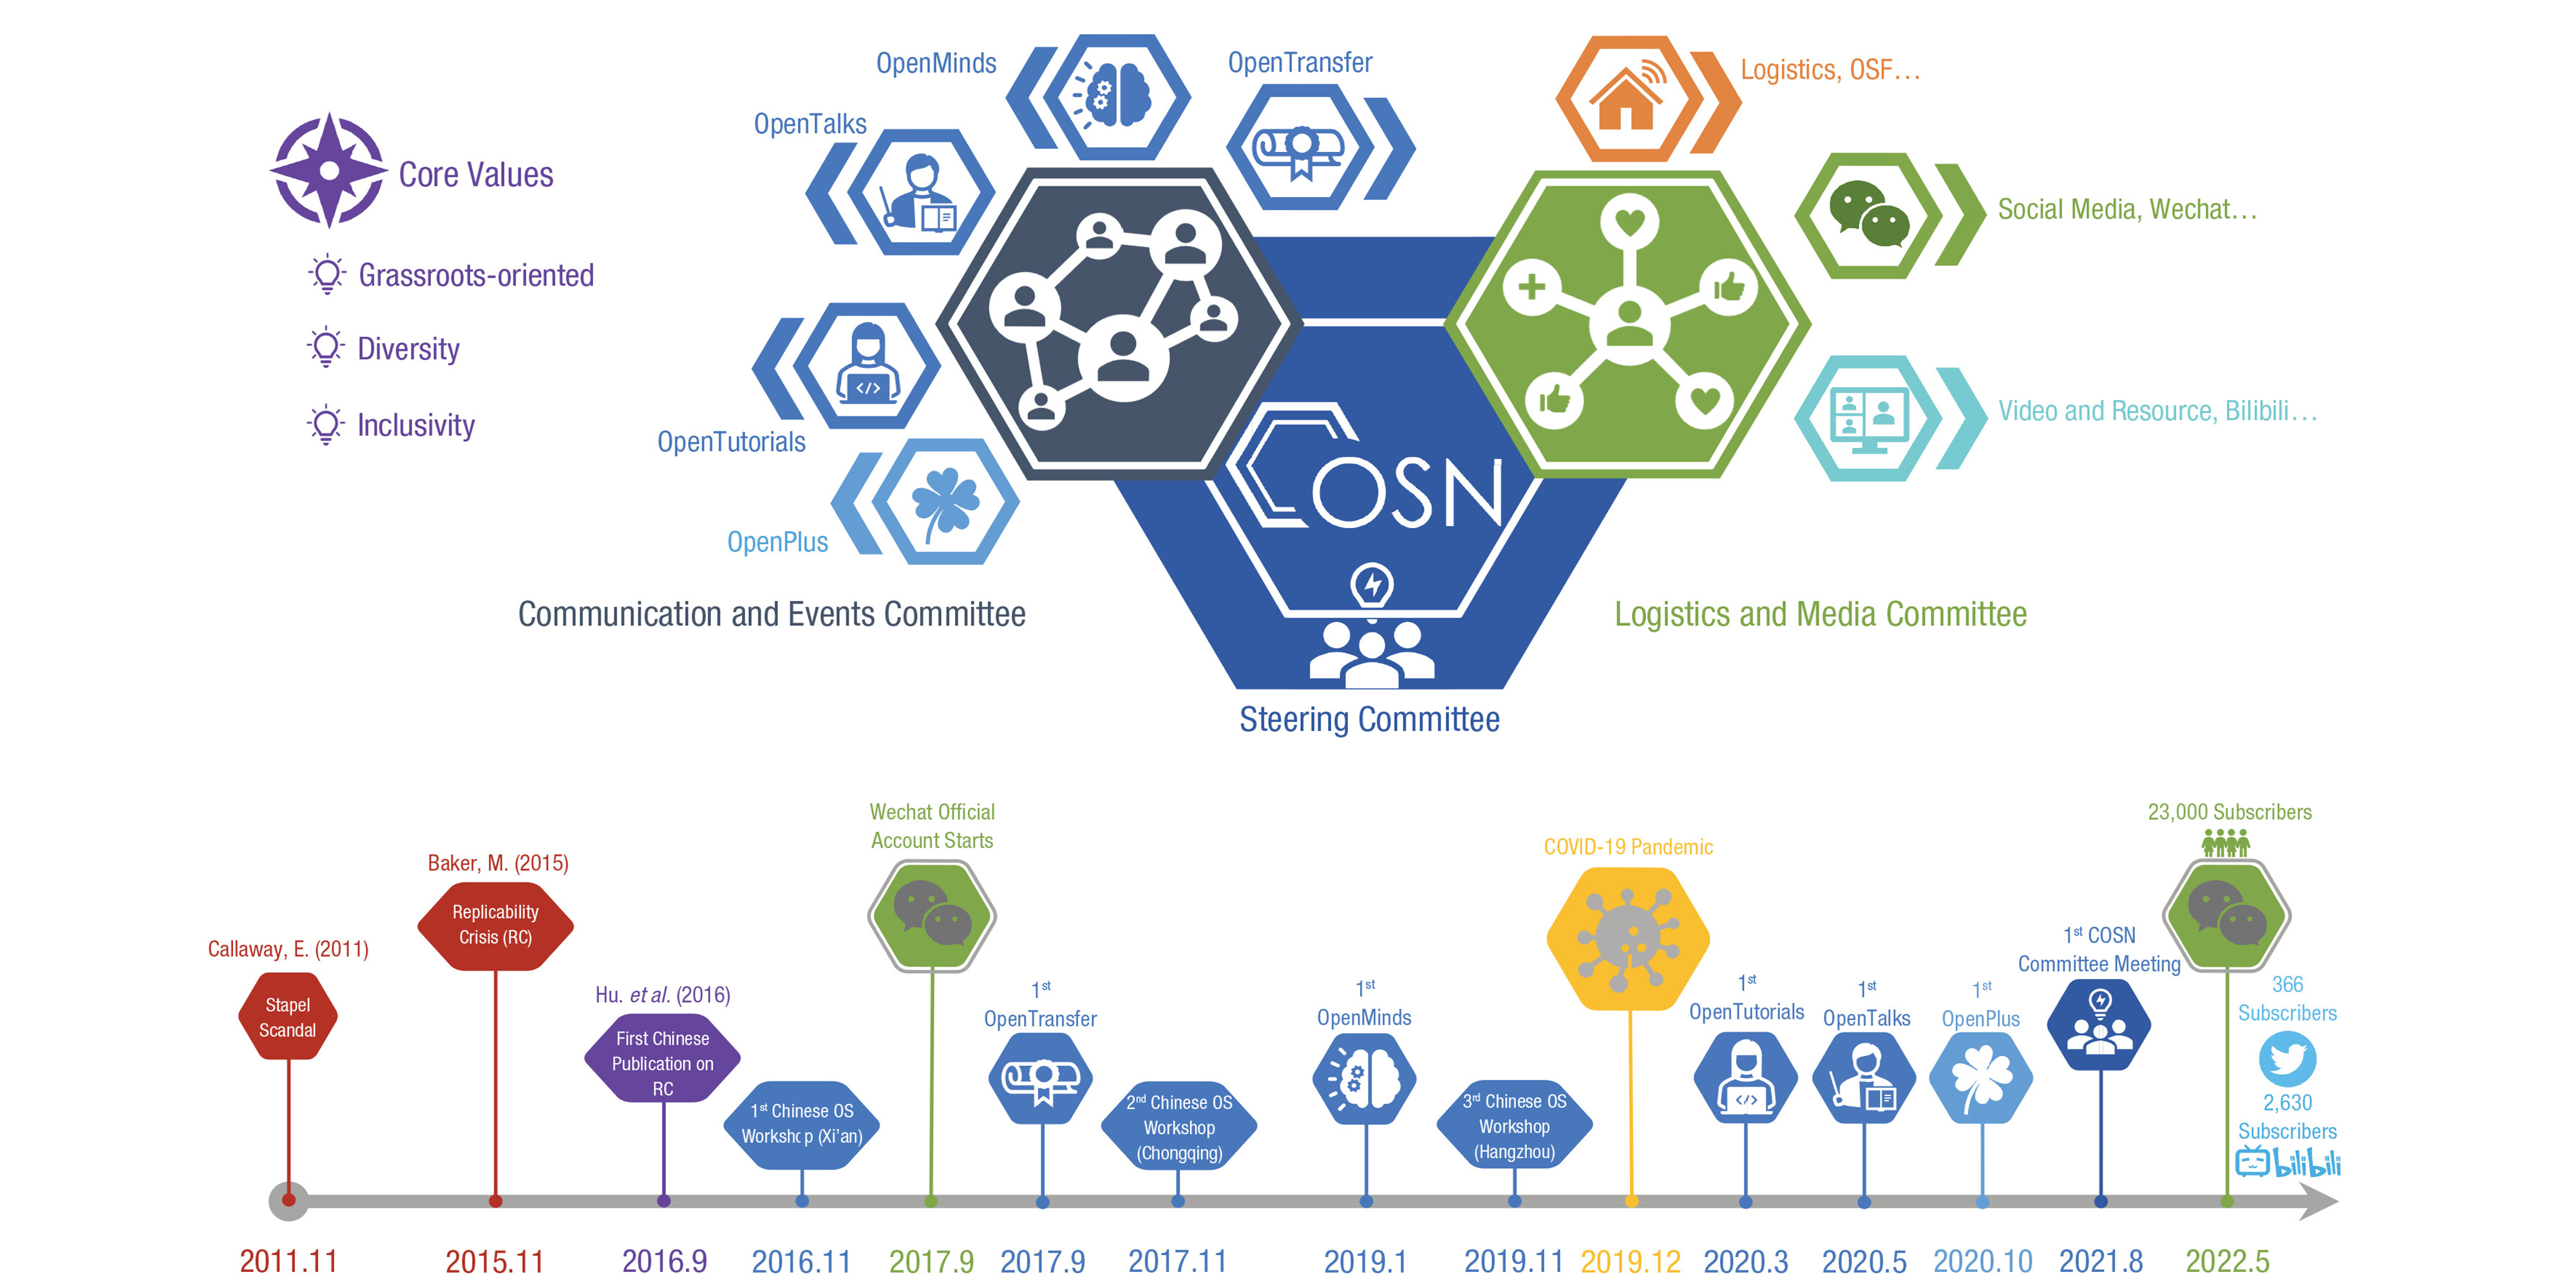 Core Values
Grassroots-oriented
Diversity
Inclusivity
OpenMinds
OpenTransfer
OpenTalks
OpenTutorials
</>
OpenPlus
Communication and Events Committee
COSN
Steering Committee
Logistics, OSF...
Social Media, Wechat...
Video and Resource, Bilibili...
Logistics and Media Committee
Callaway, E. (2011)
Stapel
Scandal
2011.11
Baker, M. (2015)
Replicability
Crisis (RC)
2015.11
Hu. et al. (2016)
First Chinese
Publication on
RC
2016.9
1st Chinese OS
Workshop (Xi'an)
2016.11
Wechat Official
Account Starts
2017.9
1st
OpenTransfer
2017.9
2nd Chinese OS
Workshop
(Chongqing)
2017.11
1st
OpenMinds
2019.1
3rd Chinese OS
Workshop
(Hangzhou)
2019.11
COVID-19 Pandemic
2019.12
1st
OpenTutorials
</>
2020.3
1st
OpenTalks
2020.5
1st
OpenPlus
2020.10
1st COSN
Committee Meeting
2021.8
23,000 Subscribers
366
Subscribers
2,630
Subscribers
bilibili
2022.5